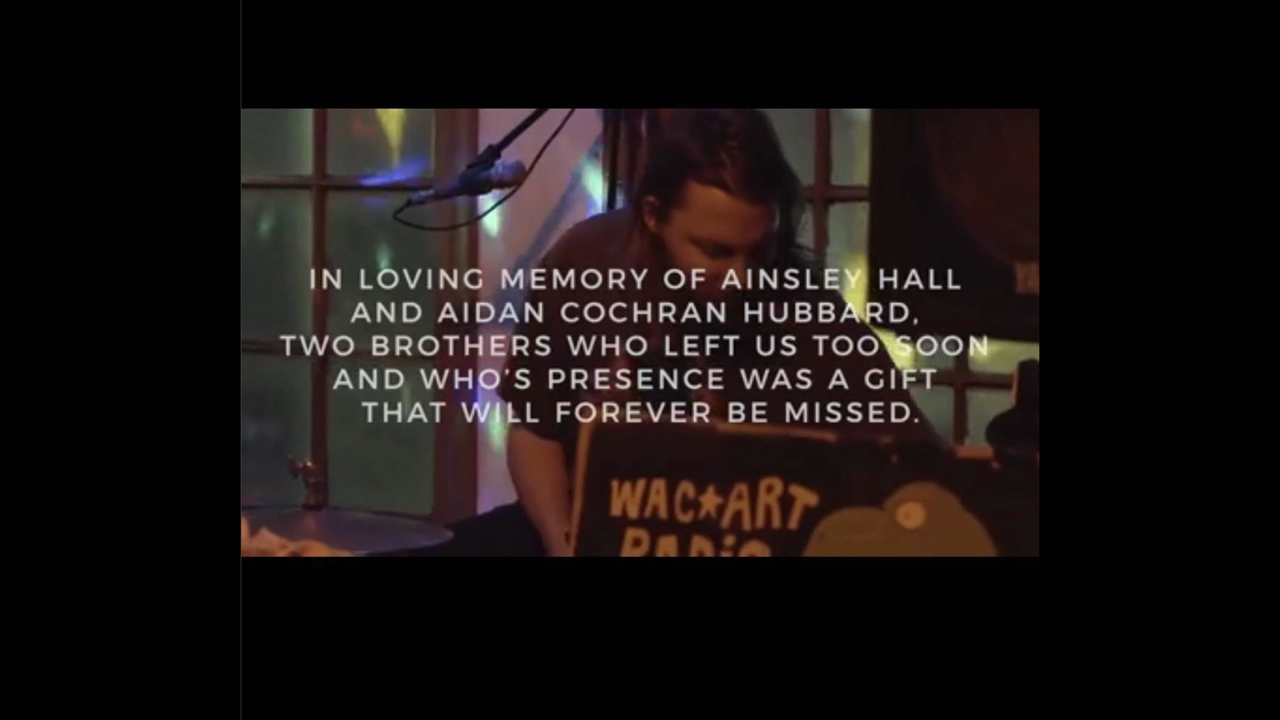 IN LOVING MEMORY OF AINSLEY HALL
AND AIDAN COCHRAN HUBBARD,
TWO BROTHERS WHO LEFT US TOO SOON
AND WHO'S PRESENCE WAS A GIFT
THAT WILL FOREVER BE MISSED.
WAC★ART
RADiO